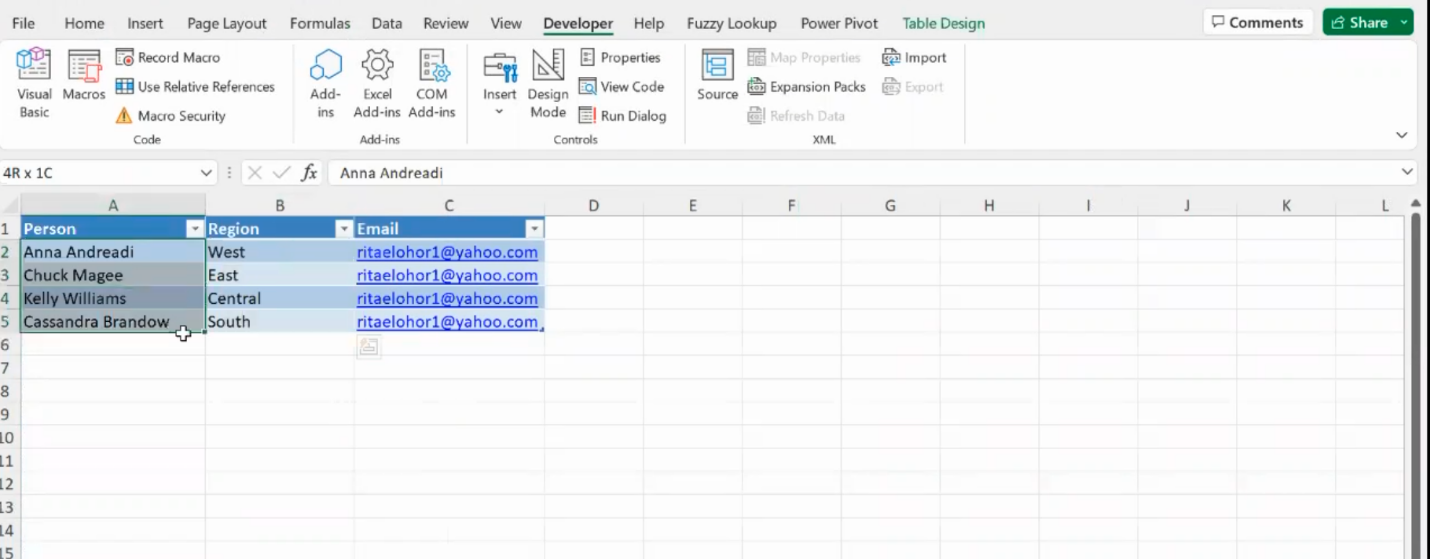 File Home Insert Page Layout Formulas Data Review View Developer Help Fuzzy Lookup Power Pivot Table Design Comments Share
Visual Basic
Macros
Record Macro
Use Relative References
Macro Security
Code
Add-ins
Excel Add-ins
COM Add-ins
Add-ins
Insert
Design Mode
Properties
View Code
Run Dialog
Controls
Source
Map Properties
Expansion Packs
Refresh Data
Import
Export
XML
4R x 1C fx Anna Andreadi
A B C D E F G H I J K L
1 Person Region Email
2 Anna Andreadi West ritaelohor1@yahoo.com
3 Chuck Magee East ritaelohor1@yahoo.com
4 Kelly Williams Central ritaelohor1@yahoo.com
5 Cassandra Brandow South ritaelohor1@yahoo.com
6
7
8
9
10
11
12
13
14
15